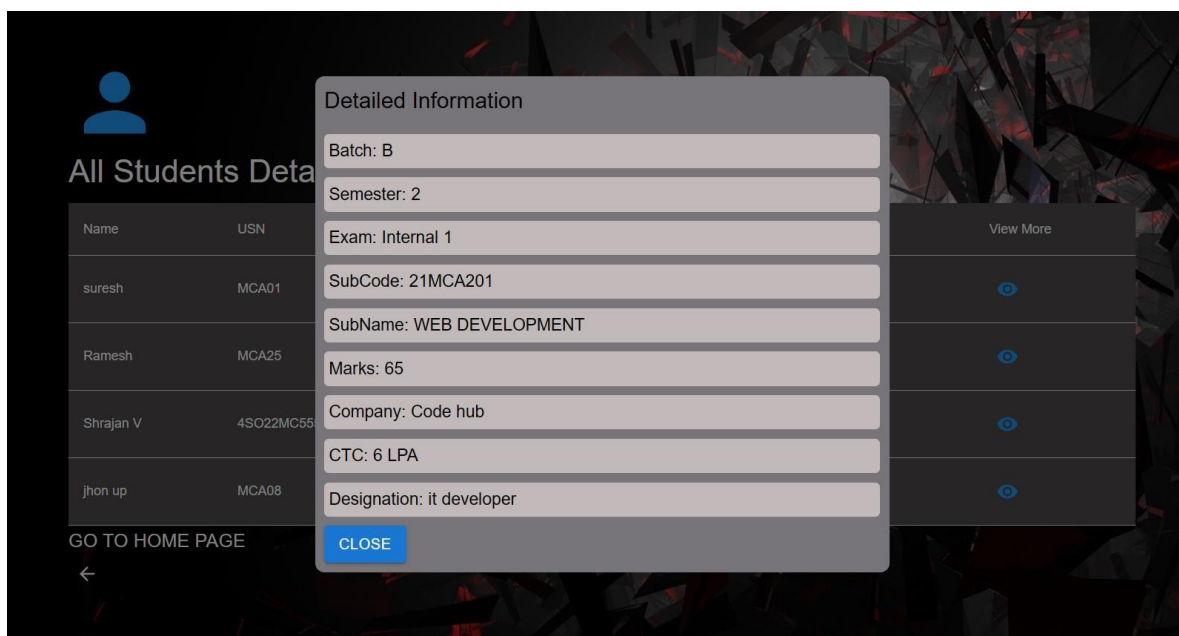 Detailed Information
Batch: B
Semester: 2
Exam: Internal 1
SubCode: 21MCA201
SubName: WEB DEVELOPMENT
Marks: 65
Company: Code hub
CTC: 6 LPA
Designation: it developer
CLOSE
All Students Deta
Name USN View More
suresh MCA01
Ramesh MCA25
Shrajan V 4SO22MC55
jhon up MCA08
GO TO HOME PAGE